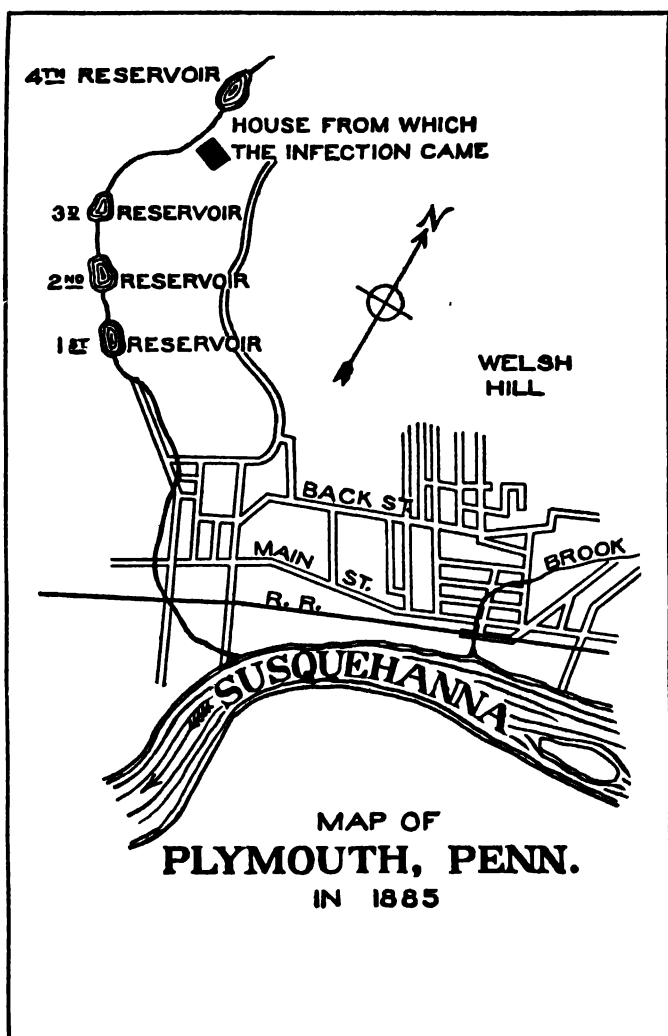 4TH RESERVOIR
HOUSE FROM WHICH
THE INFECTION CAME
3D RESERVOIR
N
2ND RESERVOIR
1ST RESERVOIR
WELSH
HILL
BACK ST.
MAIN ST.
BROOK
R. R.
SUSQUEHANNA
MAP OF
PLYMOUTH, PENN.
IN 1885